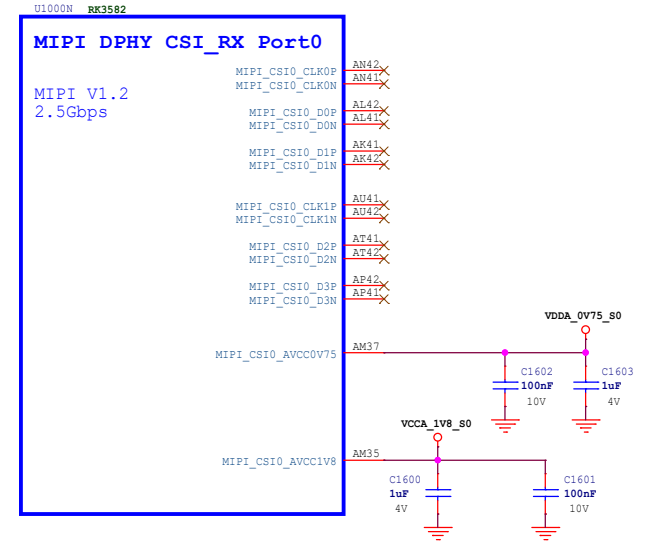 U1000N RK3582
MIPI DPHY CSI_RX Port0
MIPI V1.2
2.5Gbps
MIPI_CSI0_CLK0P AN42
MIPI_CSI0_CLK0N AN41
MIPI_CSI0_D0P AL42
MIPI_CSI0_D0N AL41
MIPI_CSI0_D1P AK41
MIPI_CSI0_D1N AK42
MIPI_CSI0_CLK1P AU41
MIPI_CSI0_CLK1N AU42
MIPI_CSI0_D2P AT41
MIPI_CSI0_D2N AT42
MIPI_CSI0_D3P AP42
MIPI_CSI0_D3N AP41
VDDA_0V75_S0
MIPI_CSI0_AVCC0V75 AM37
C1602 C1603
100nF 1uF
10V 4V
VCCA_1V8_S0
MIPI_CSI0_AVCC1V8 AM35
C1600 C1601
1uF 100nF
4V 10V